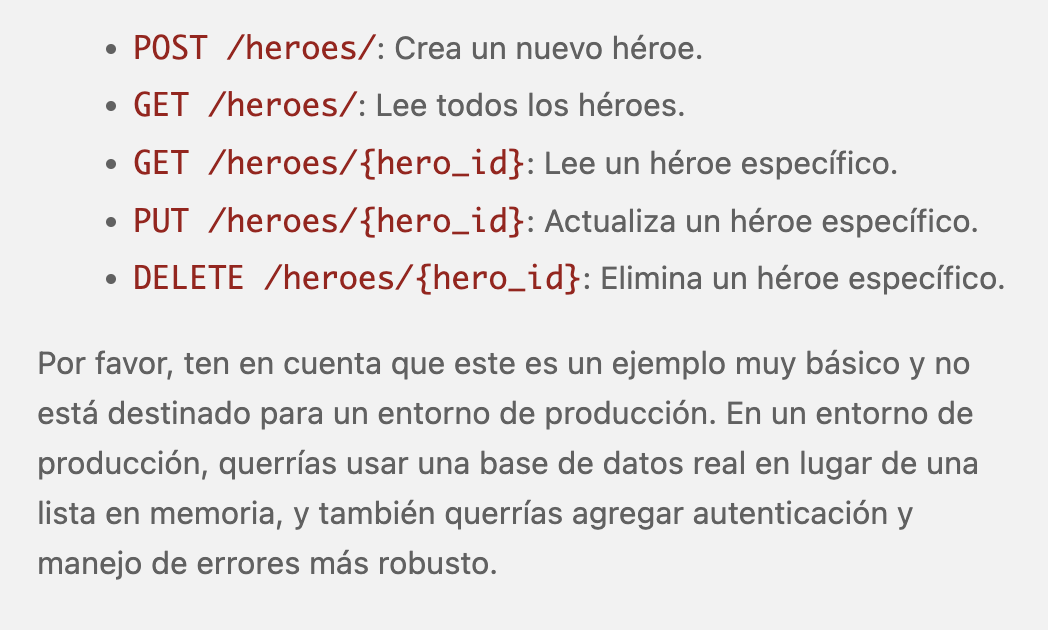 • POST /heroes/: Crea un nuevo héroe.
• GET /heroes/: Lee todos los héroes.
• GET /heroes/{hero_id}: Lee un héroe específico.
• PUT /heroes/{hero_id}: Actualiza un héroe específico.
• DELETE /heroes/{hero_id}: Elimina un héroe específico.
Por favor, ten en cuenta que este es un ejemplo muy básico y no
está destinado para un entorno de producción. En un entorno de
producción, querrías usar una base de datos real en lugar de una
lista en memoria, y también querrías agregar autenticación y
manejo de errores más robusto.